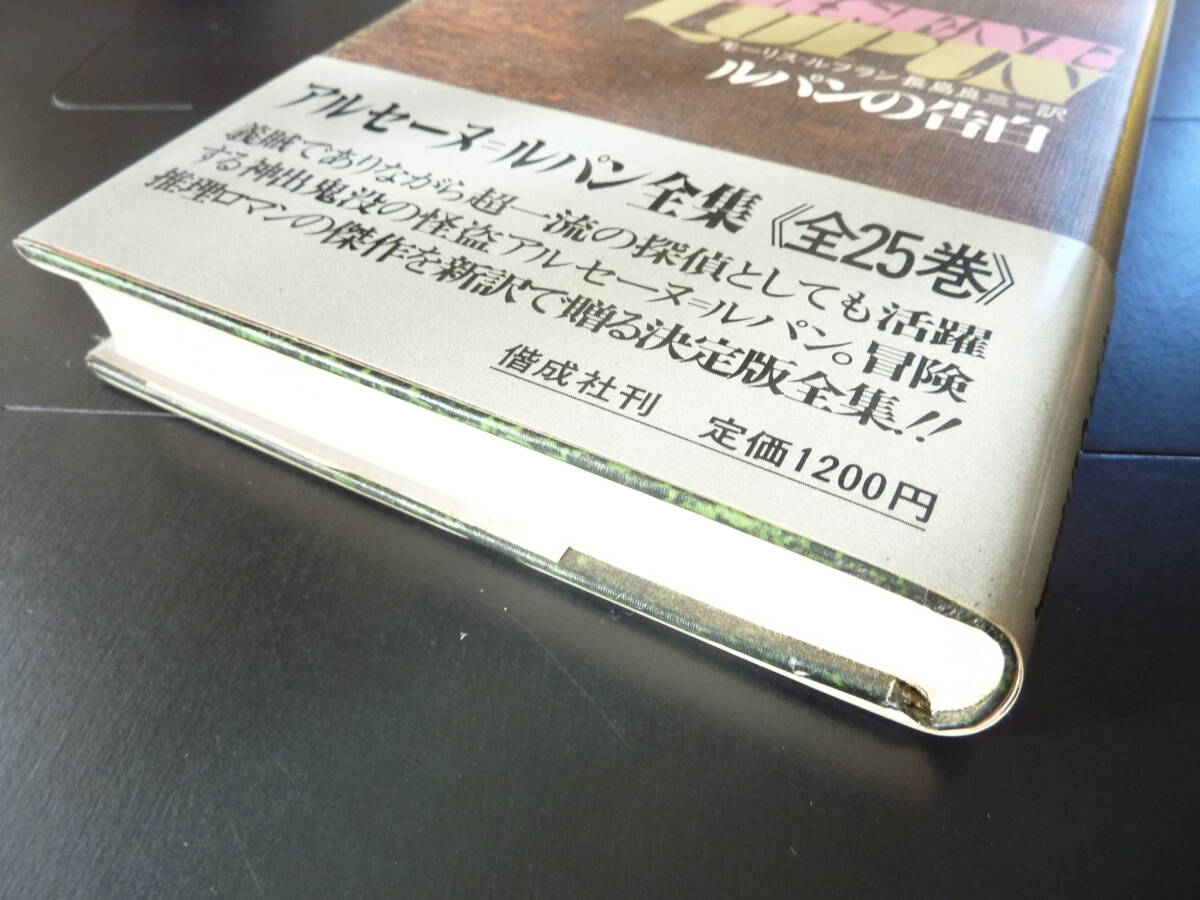 LUPIN
モーリス・ルブラン 長島良三=訳
ルパンの告白
アルセーヌ=ルパン全集《全25巻》
義賊でありながら超一流の探偵としても活躍
する神出鬼没の怪盗アルセーヌ=ルパン。冒険
推理ロマンの傑作を新訳で贈る決定版全集!!
偕成社刊 定価1200円